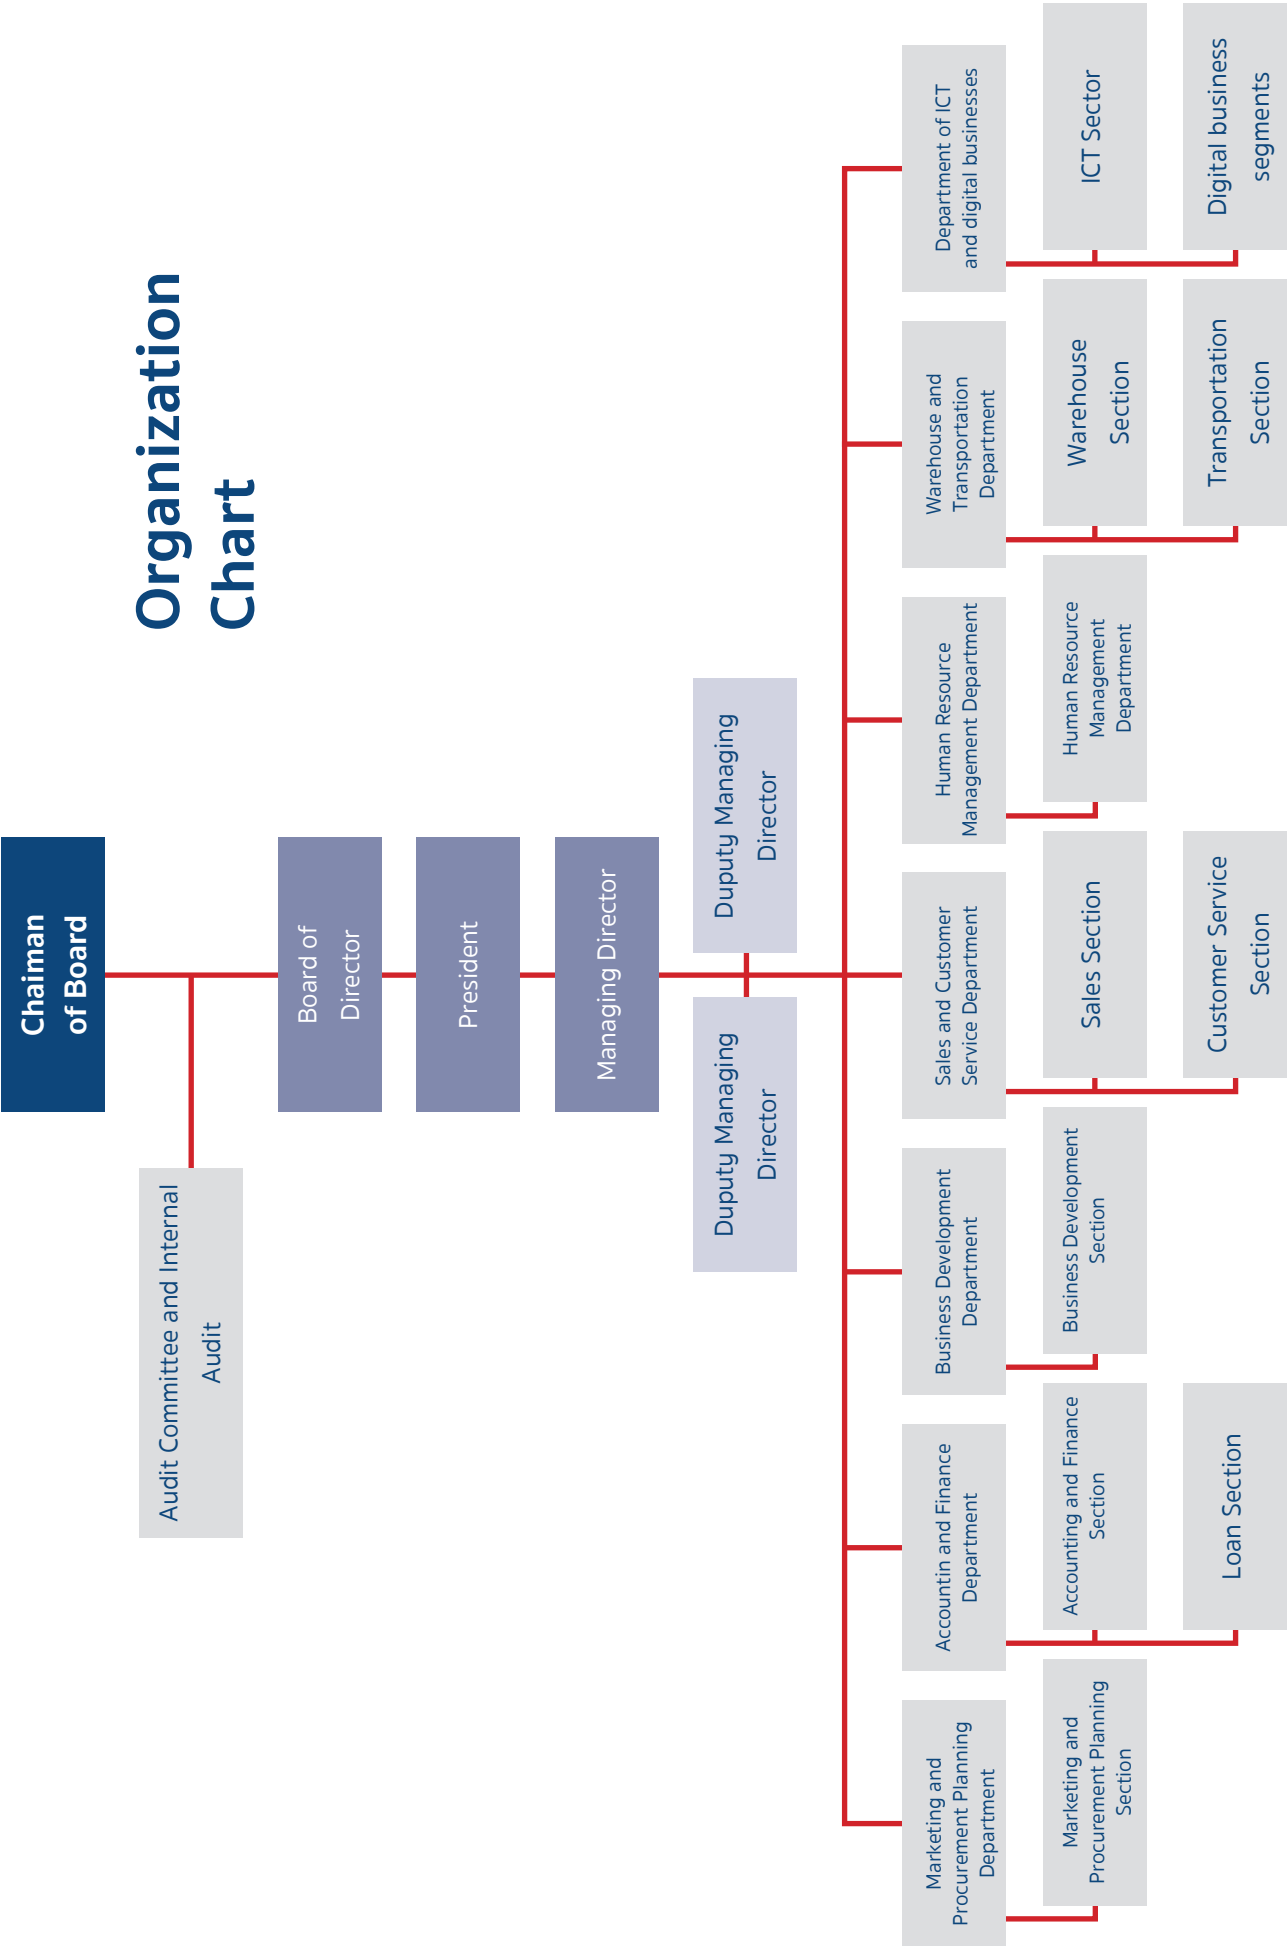 Organization
Chart
Chaiman
of Board
Audit Committee and Internal
Audit
Board of
Director
President
Managing Director
Duputy Managing
Director
Duputy Managing
Director
Marketing and
Procurement Planning
Department
Accountin and Finance
Department
Business Development
Department
Sales and Customer
Service Department
Human Resource
Management Department
Warehouse and
Transportation
Department
Department of ICT
and digital businesses
Marketing and
Procurement Planning
Section
Accounting and Finance
Section
Business Development
Section
Sales Section
Human Resource
Management
Department
Warehouse
Section
ICT Sector
Loan Section
Customer Service
Section
Transportation
Section
Digital business
segments